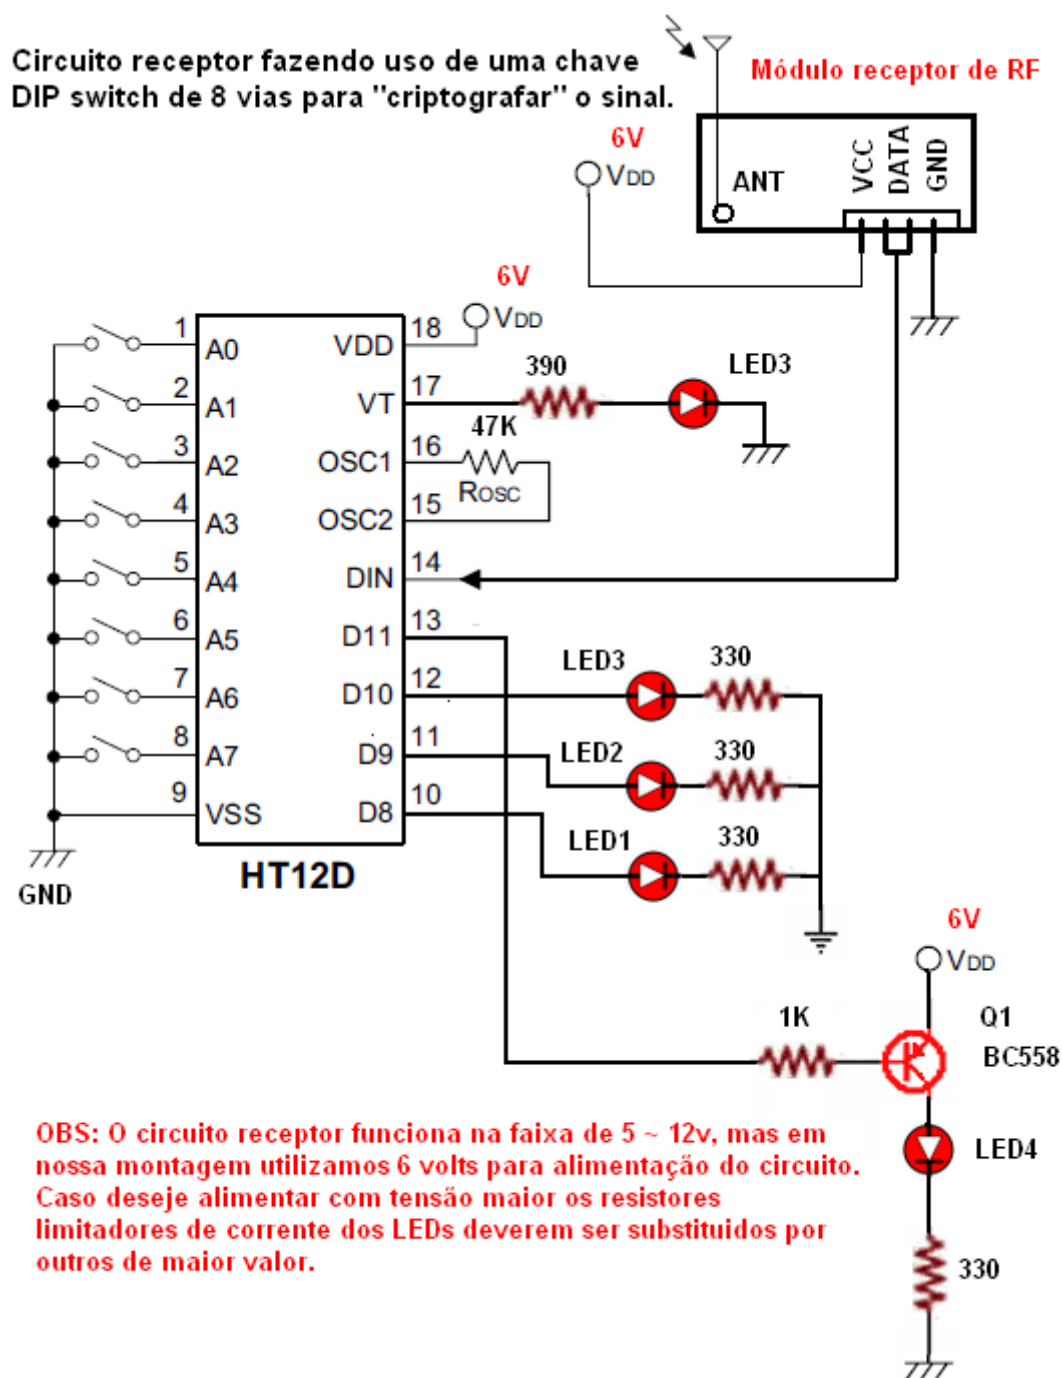 Circuito receptor fazendo uso de uma chave
DIP switch de 8 vias para "criptografar" o sinal.
Módulo receptor de RF
6V
VDD
ANT
VCC
DATA
GND
6V
VDD
1
A0
VDD
18
2
A1
VT
17
390
LED3
3
A2
OSC1
16
47K
ROSC
4
A3
OSC2
15
5
A4
DIN
14
6
A5
D11
13
7
A6
D10
12
LED3
330
8
A7
D9
11
LED2
330
9
VSS
D8
10
LED1
330
GND
HT12D
6V
VDD
1K
Q1
BC558
LED4
330
OBS: O circuito receptor funciona na faixa de 5 ~ 12v, mas em
nossa montagem utilizamos 6 volts para alimentação do circuito.
Caso deseje alimentar com tensão maior os resistores
limitadores de corrente dos LEDs deverem ser substituidos por
outros de maior valor.